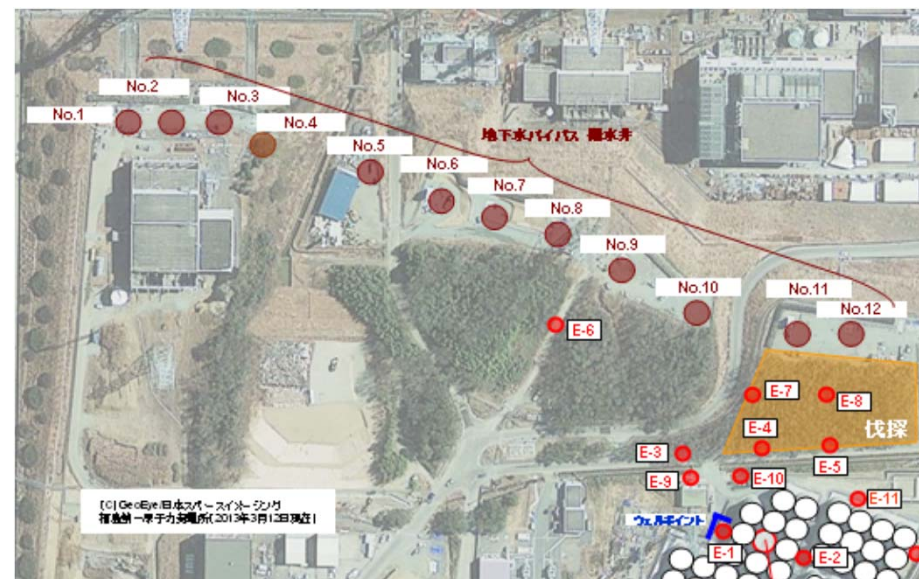 No.1
No.2
No.3
No.4
No.5
No.6
No.7
No.8
No.9
No.10
No.11
No.12
地下水バイパス 揚水井
E-6
E-7
E-8
伐採
E-4
E-3
E-5
E-9
E-10
E-11
ウェルポイント
E-1
E-2
(C)GeoEye/日本スペースイメージング
福島第一原子力発電所(2013年3月12日現在)